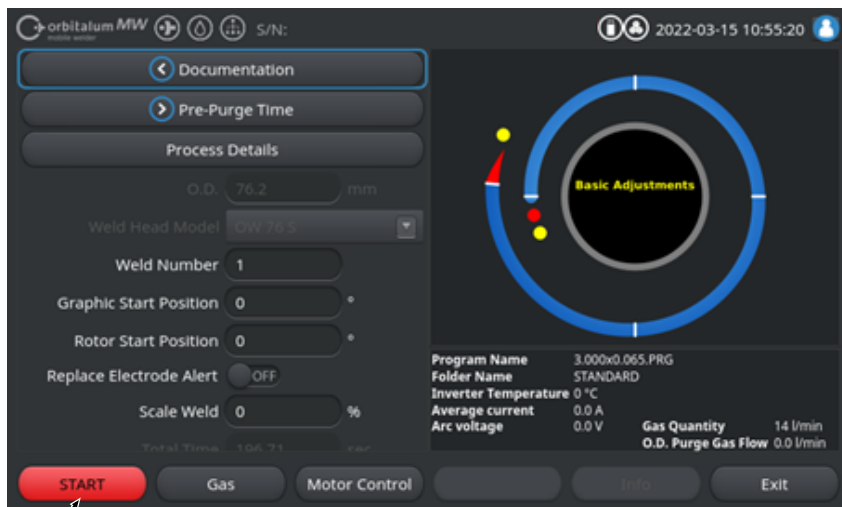 orbitalum MW S/N: 2022-03-15 10:55:20
mobile welder
Documentation
Pre-Purge Time
Process Details
O.D. 76.2 mm
Weld Head Model OW 76 S
Weld Number 1
Graphic Start Position 0 °
Rotor Start Position 0 °
Replace Electrode Alert OFF
Scale Weld 0 %
Total Time 196.71 sec
Basic Adjustments
Program Name 3.000x0.065.PRG
Folder Name STANDARD
Inverter Temperature 0 °C
Average current 0.0 A
Arc voltage 0.0 V Gas Quantity 14 l/min
O.D. Purge Gas Flow 0.0 l/min
START Gas Motor Control Info Exit